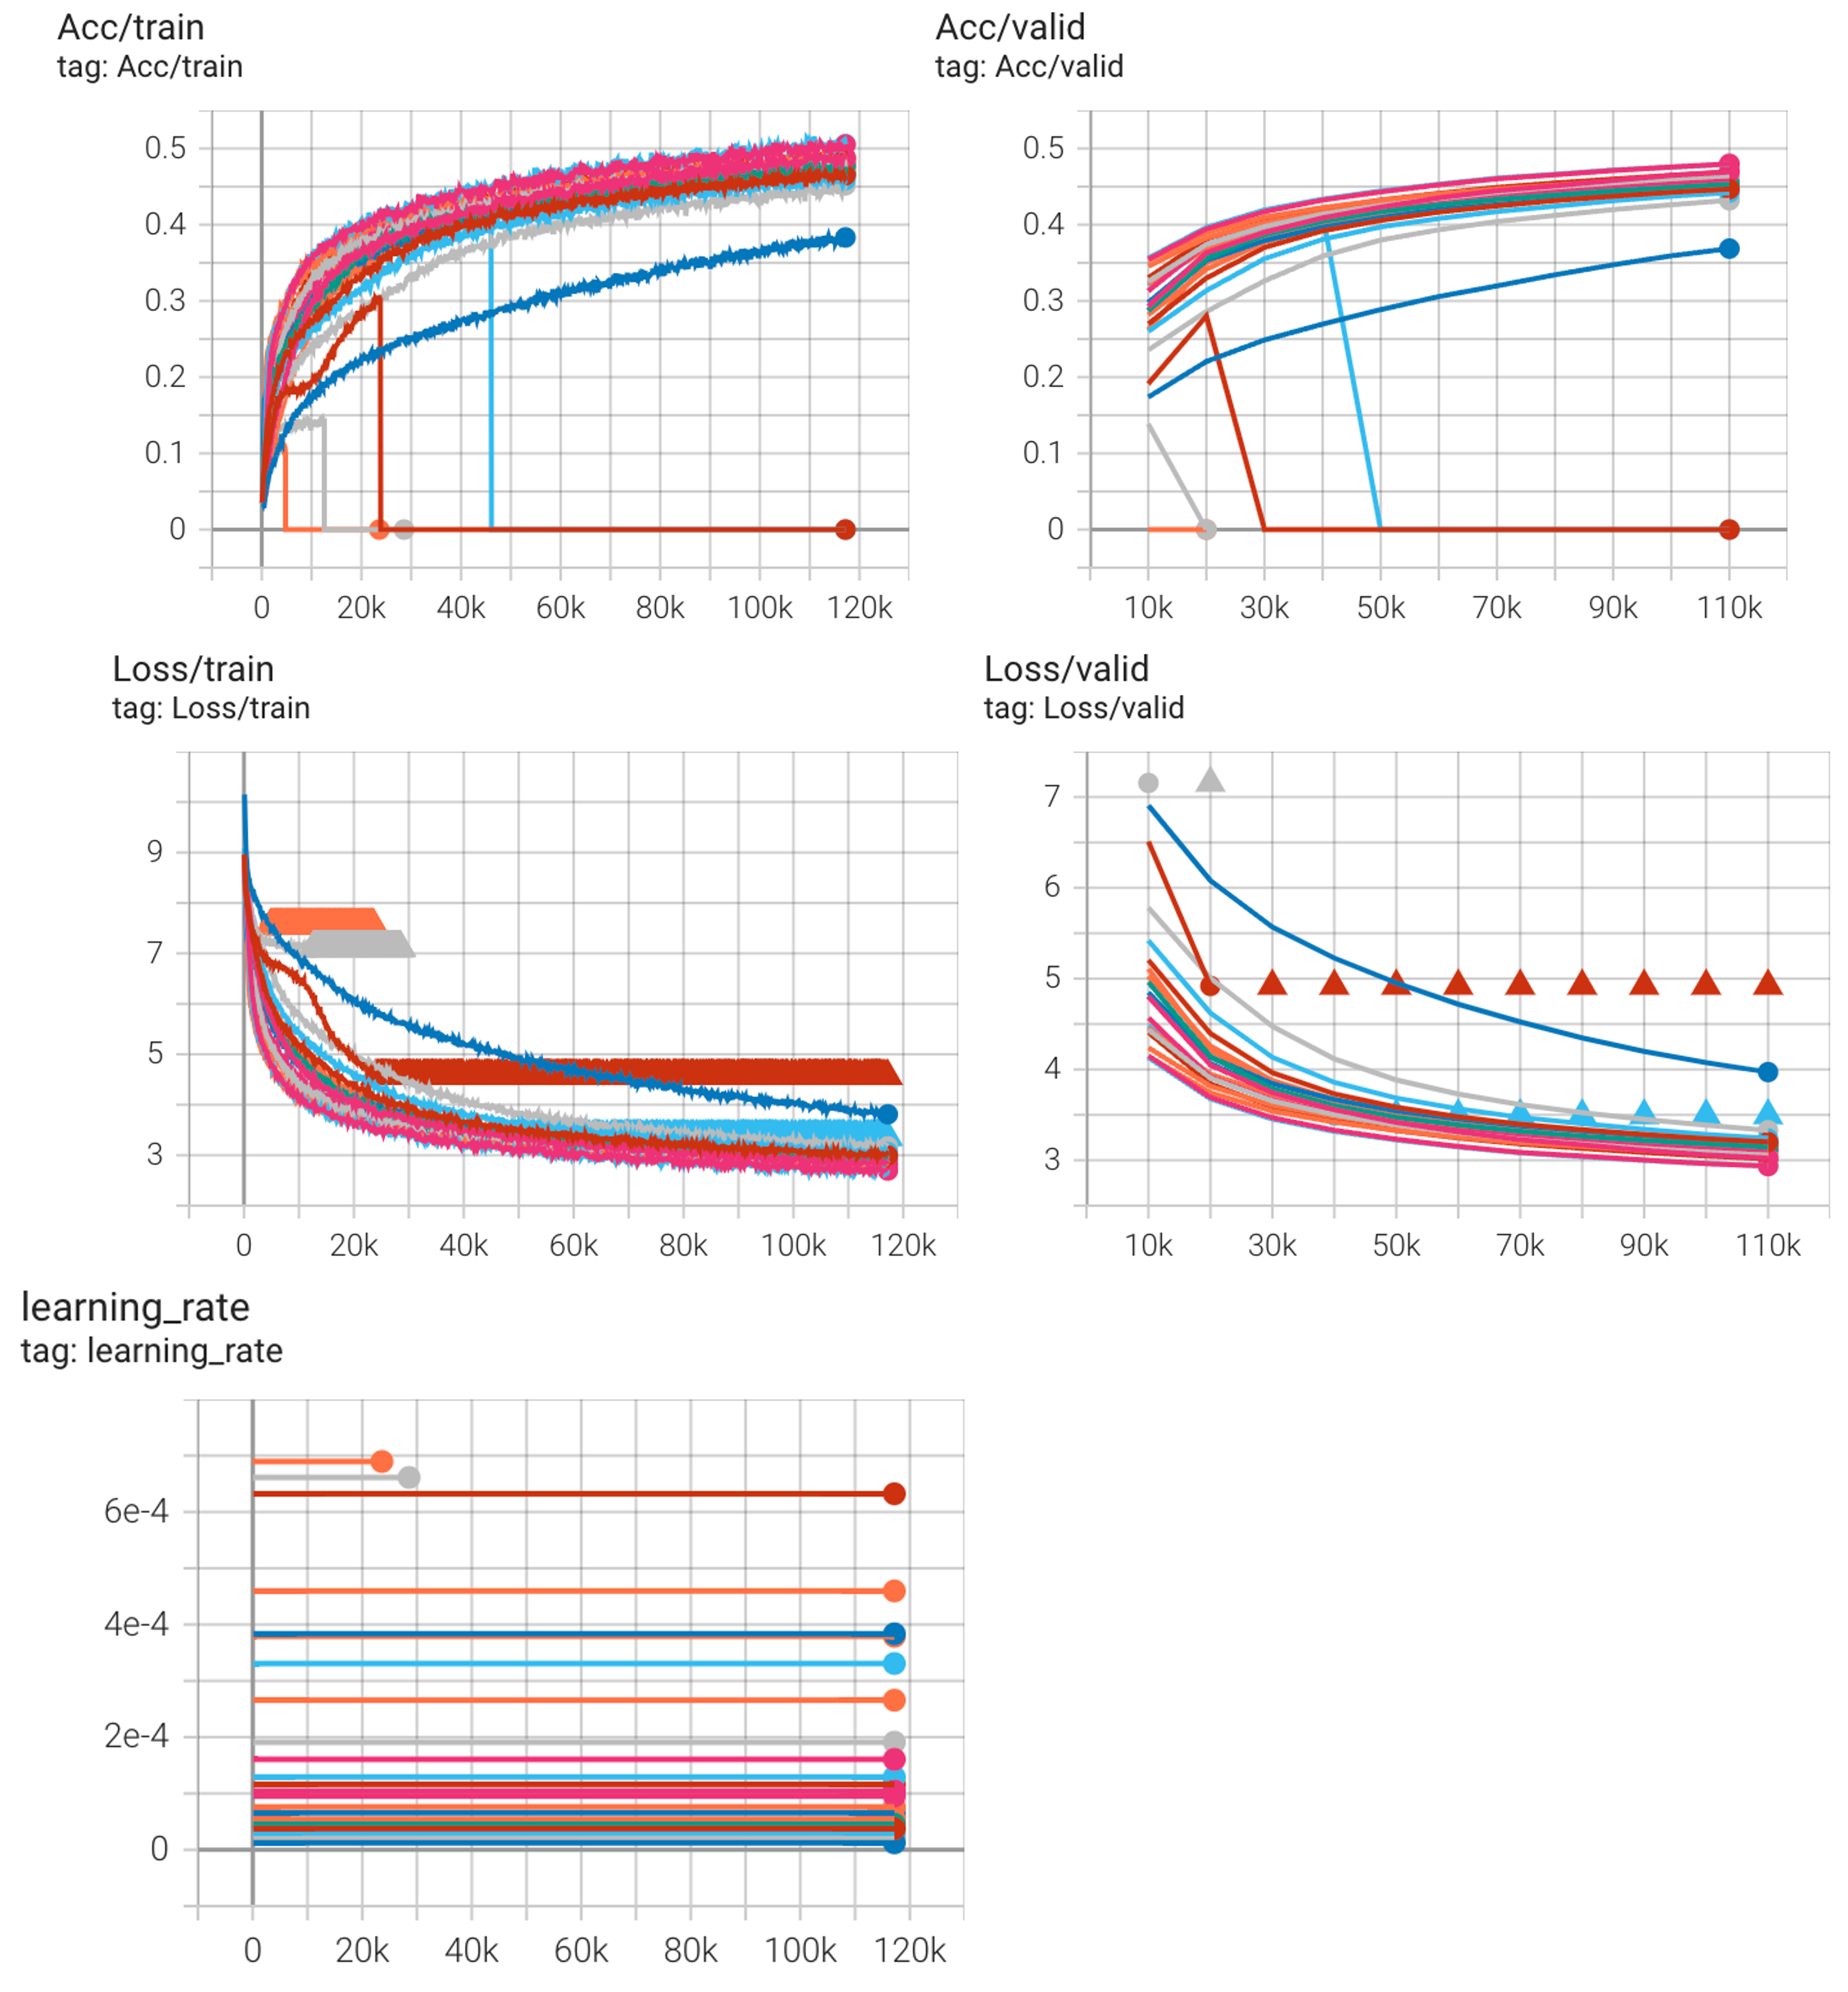 Acc/train
tag: Acc/train
0.5
0.4
0.3
0.2
0.1
0
0 20k 40k 60k 80k 100k 120k
Acc/valid
tag: Acc/valid
0.5
0.4
0.3
0.2
0.1
0
10k 30k 50k 70k 90k 110k
Loss/train
tag: Loss/train
9
7
5
3
0 20k 40k 60k 80k 100k 120k
Loss/valid
tag: Loss/valid
7
6
5
4
3
10k 30k 50k 70k 90k 110k
learning_rate
tag: learning_rate
6e-4
4e-4
2e-4
0
0 20k 40k 60k 80k 100k 120k